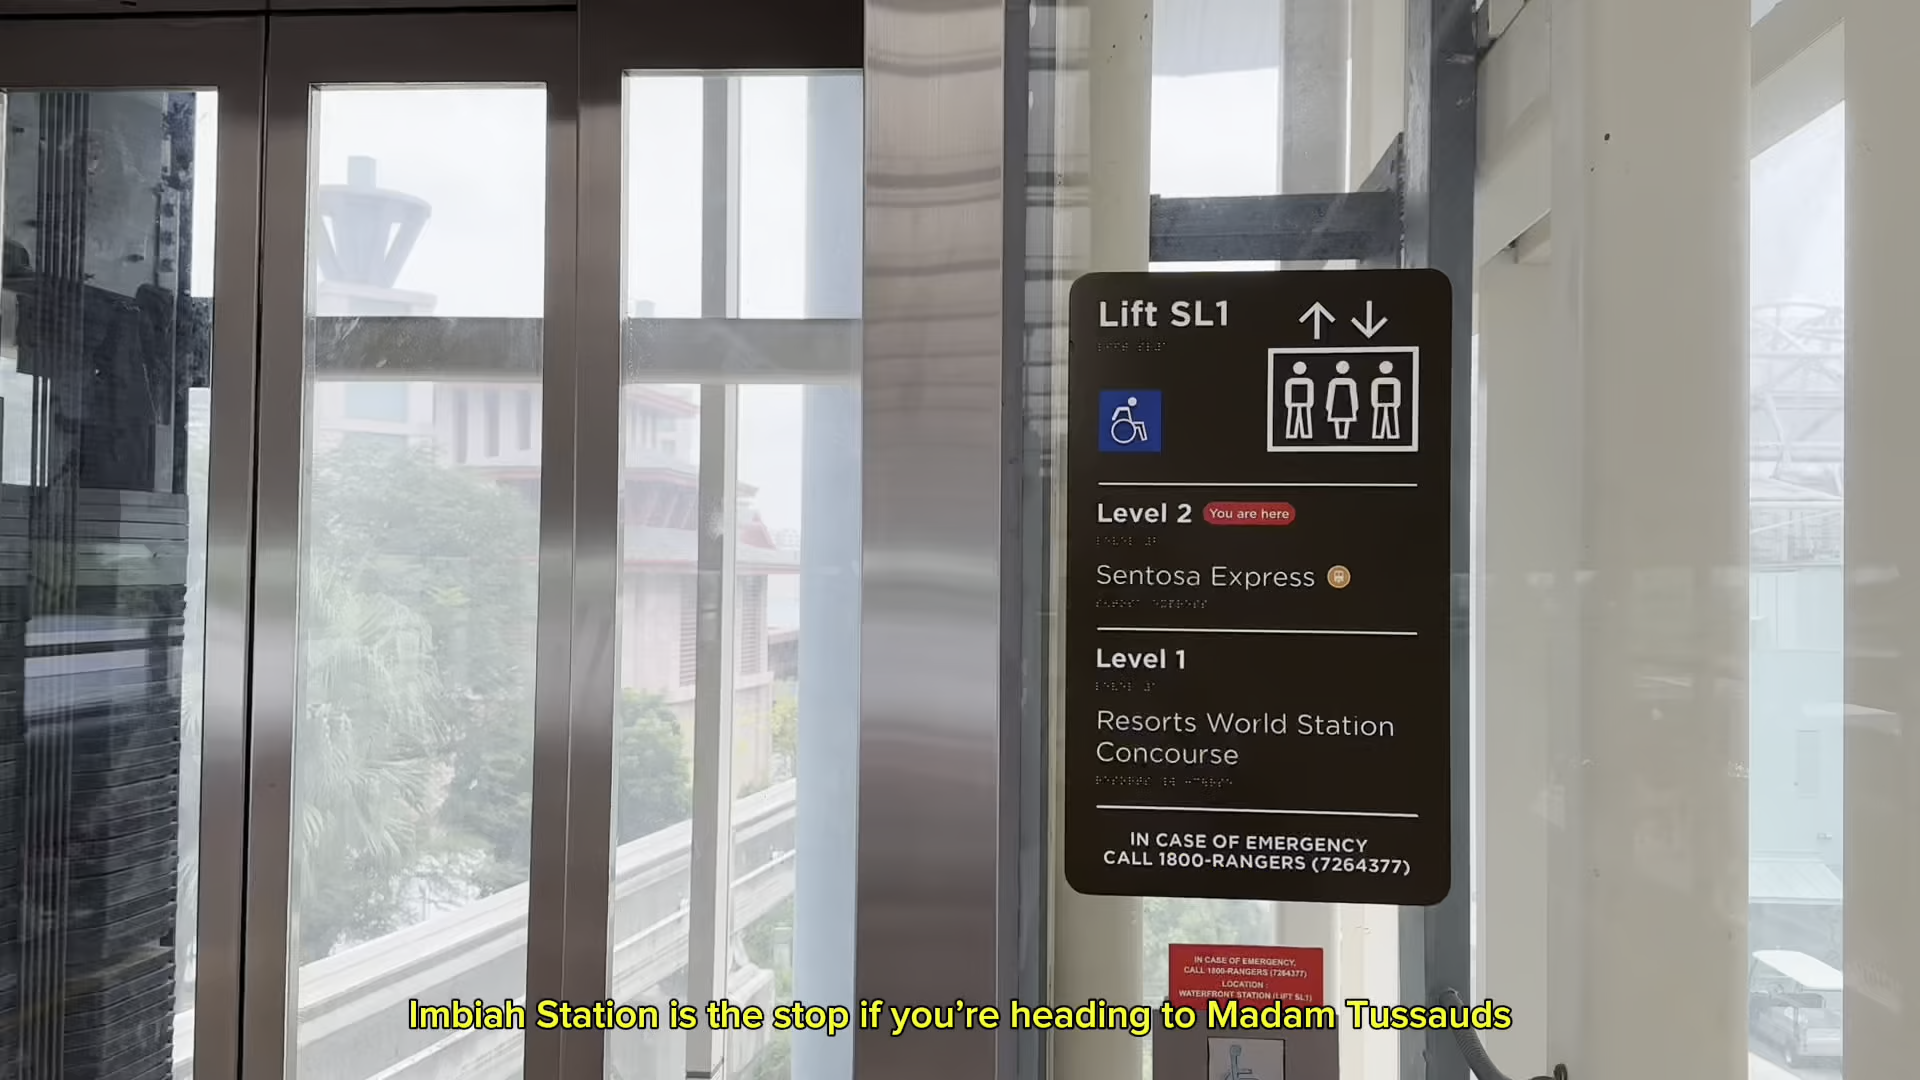 Lift SL1
Level 2 You are here
Sentosa Express
Level 1
Resorts World Station
Concourse
IN CASE OF EMERGENCY
CALL 1800-RANGERS (7264377)
IN CASE OF EMERGENCY,
CALL 1800-RANGERS (7264377)
LOCATION :
WATERFRONT STATION (LIFT SL1)
Imbiah Station is the stop if you’re heading to Madam Tussauds